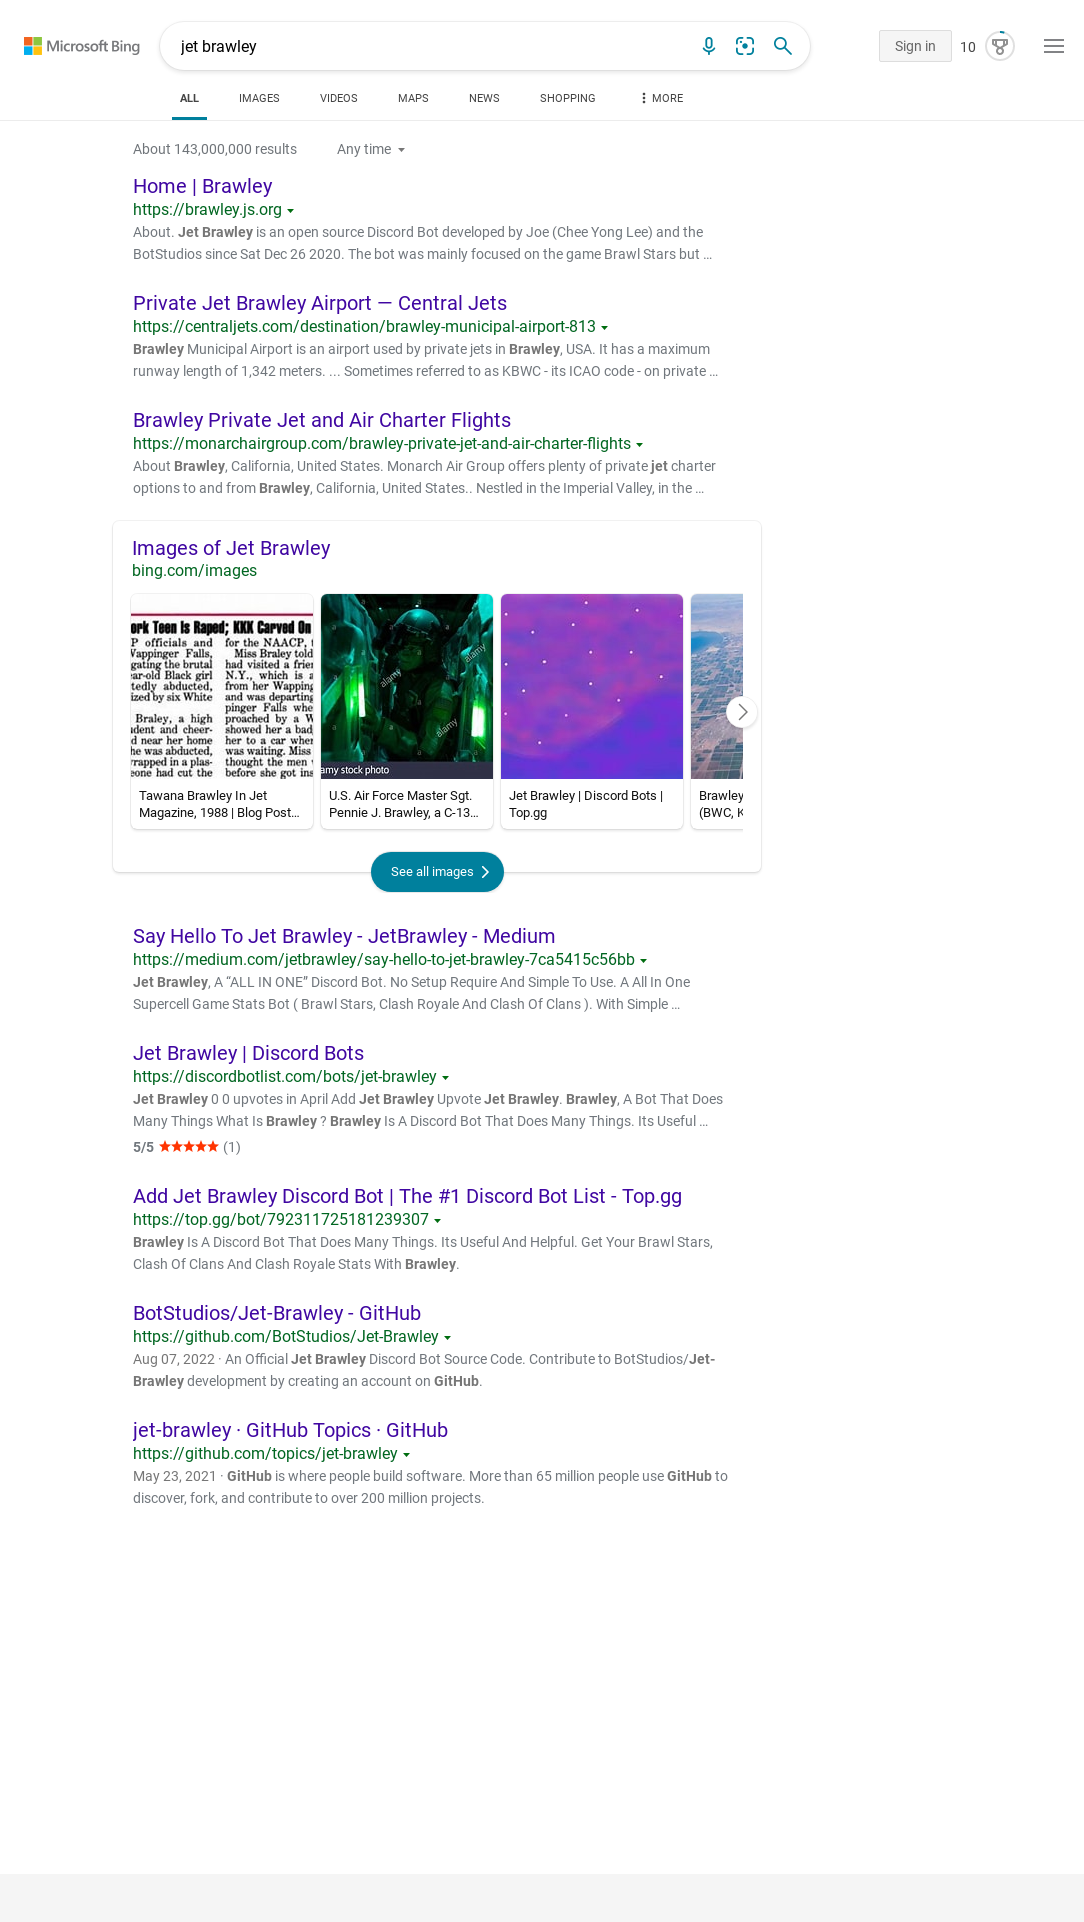 Microsoft Bing
jet brawley
Sign in
10
ALL
IMAGES
VIDEOS
MAPS
NEWS
SHOPPING
MORE
About 143,000,000 results
Any time
Home | Brawley
https://brawley.js.org
About. Jet Brawley is an open source Discord Bot developed by Joe (Chee Yong Lee) and the
BotStudios since Sat Dec 26 2020. The bot was mainly focused on the game Brawl Stars but …
Private Jet Brawley Airport — Central Jets
https://centraljets.com/destination/brawley-municipal-airport-813
Brawley Municipal Airport is an airport used by private jets in Brawley, USA. It has a maximum
runway length of 1,342 meters. ... Sometimes referred to as KBWC - its ICAO code - on private …
Brawley Private Jet and Air Charter Flights
https://monarchairgroup.com/brawley-private-jet-and-air-charter-flights
About Brawley, California, United States. Monarch Air Group offers plenty of private jet charter
options to and from Brawley, California, United States.. Nestled in the Imperial Valley, in the …
Images of Jet Brawley
bing.com/images
ork Teen Is Raped; KKK Carved On
P officials and
Wappinger Falls,
gating the brutal
ear-old Black girl
tedly abducted,
ized by six White
Braley, a high
udent and cheer-
d near her home
he was abducted,
wrapped in a plas-
eone had cut the
for the NAACP, t
Miss Braley told
had visited a frien
N.Y., which is a
from her Wapping
and was departing
pinger Falls when
proached by a W
showed her a badg
her to a car when
was waiting. Miss
thought the men w
before she got ins
alamy
alamy
alamy
amy stock photo
Tawana Brawley In Jet
Magazine, 1988 | Blog Post…
U.S. Air Force Master Sgt.
Pennie J. Brawley, a C-13…
Jet Brawley | Discord Bots |
Top.gg
Brawley
(BWC, K
See all images
Say Hello To Jet Brawley - JetBrawley - Medium
https://medium.com/jetbrawley/say-hello-to-jet-brawley-7ca5415c56bb
Jet Brawley, A “ALL IN ONE” Discord Bot. No Setup Require And Simple To Use. A All In One
Supercell Game Stats Bot ( Brawl Stars, Clash Royale And Clash Of Clans ). With Simple …
Jet Brawley | Discord Bots
https://discordbotlist.com/bots/jet-brawley
Jet Brawley 0 0 upvotes in April Add Jet Brawley Upvote Jet Brawley. Brawley, A Bot That Does
Many Things What Is Brawley ? Brawley Is A Discord Bot That Does Many Things. Its Useful …
5/5 ★★★★★ (1)
Add Jet Brawley Discord Bot | The #1 Discord Bot List - Top.gg
https://top.gg/bot/792311725181239307
Brawley Is A Discord Bot That Does Many Things. Its Useful And Helpful. Get Your Brawl Stars,
Clash Of Clans And Clash Royale Stats With Brawley.
BotStudios/Jet-Brawley - GitHub
https://github.com/BotStudios/Jet-Brawley
Aug 07, 2022 · An Official Jet Brawley Discord Bot Source Code. Contribute to BotStudios/Jet-
Brawley development by creating an account on GitHub.
jet-brawley · GitHub Topics · GitHub
https://github.com/topics/jet-brawley
May 23, 2021 · GitHub is where people build software. More than 65 million people use GitHub to
discover, fork, and contribute to over 200 million projects.